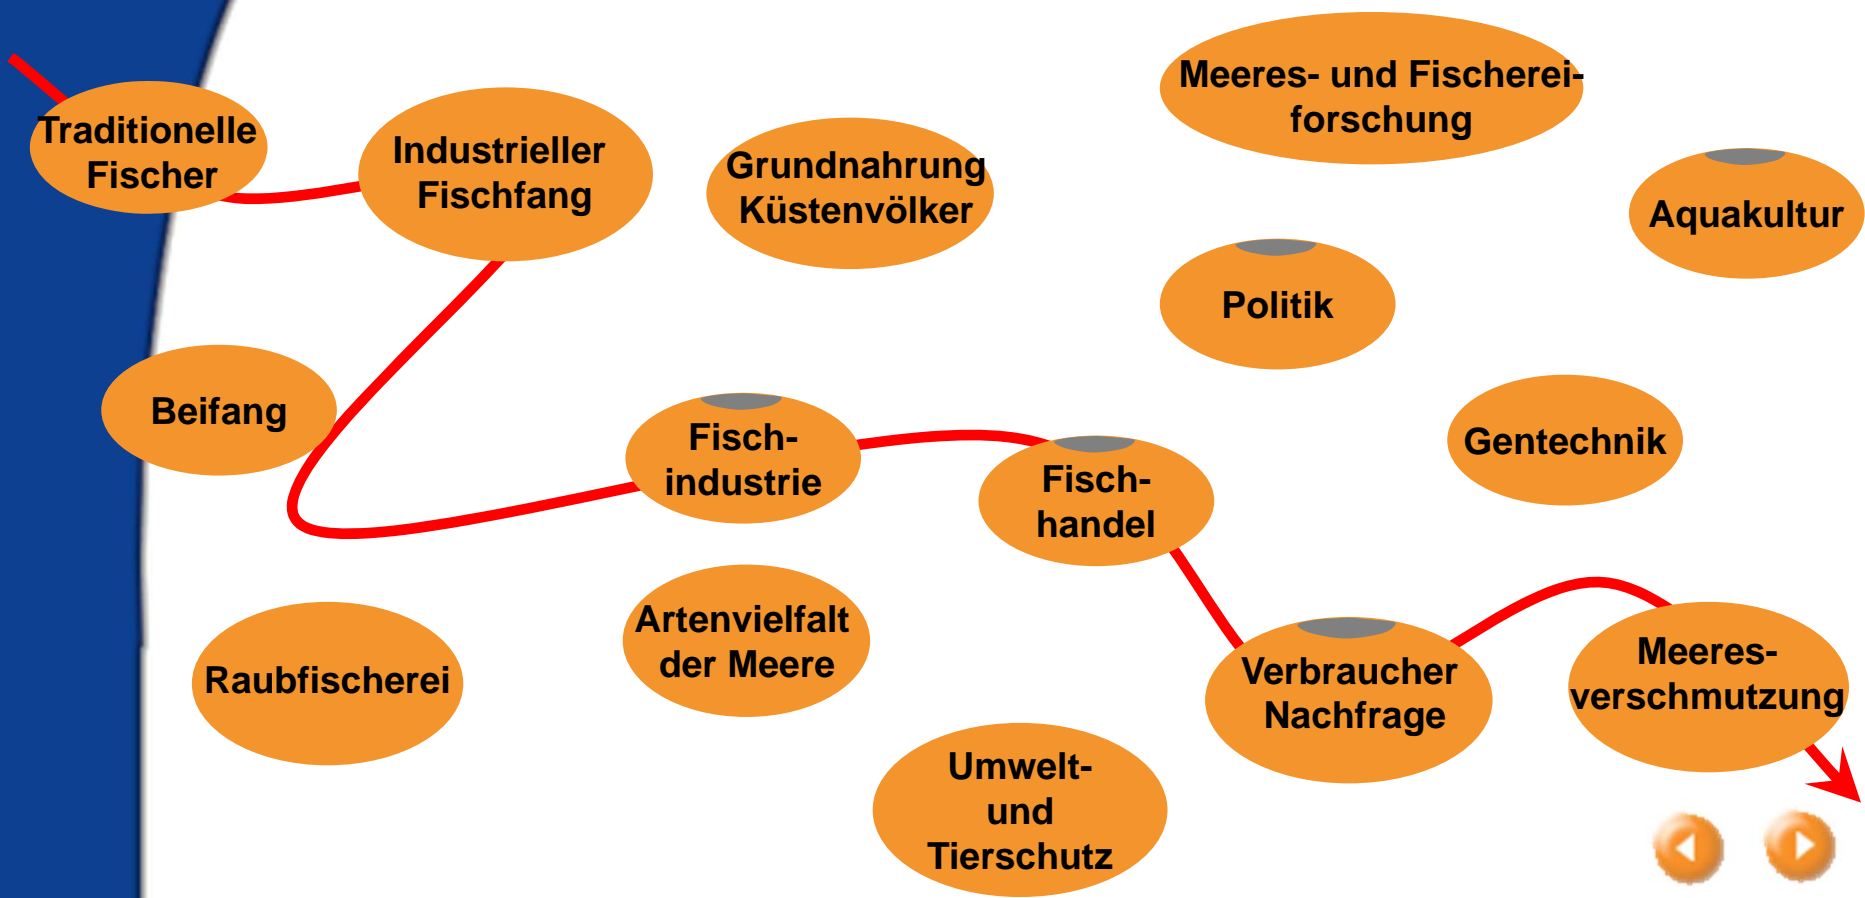 Traditionelle
Fischer
Industrieller
Fischfang
Grundnahrung
Küstenvölker
Meeres- und Fischerei-
forschung
Aquakultur
Politik
Beifang
Fisch-
industrie
Fisch-
handel
Gentechnik
Raubfischerei
Artenvielfalt
der Meere
Verbraucher
Nachfrage
Meeres-
verschmutzung
Umwelt-
und
Tierschutz